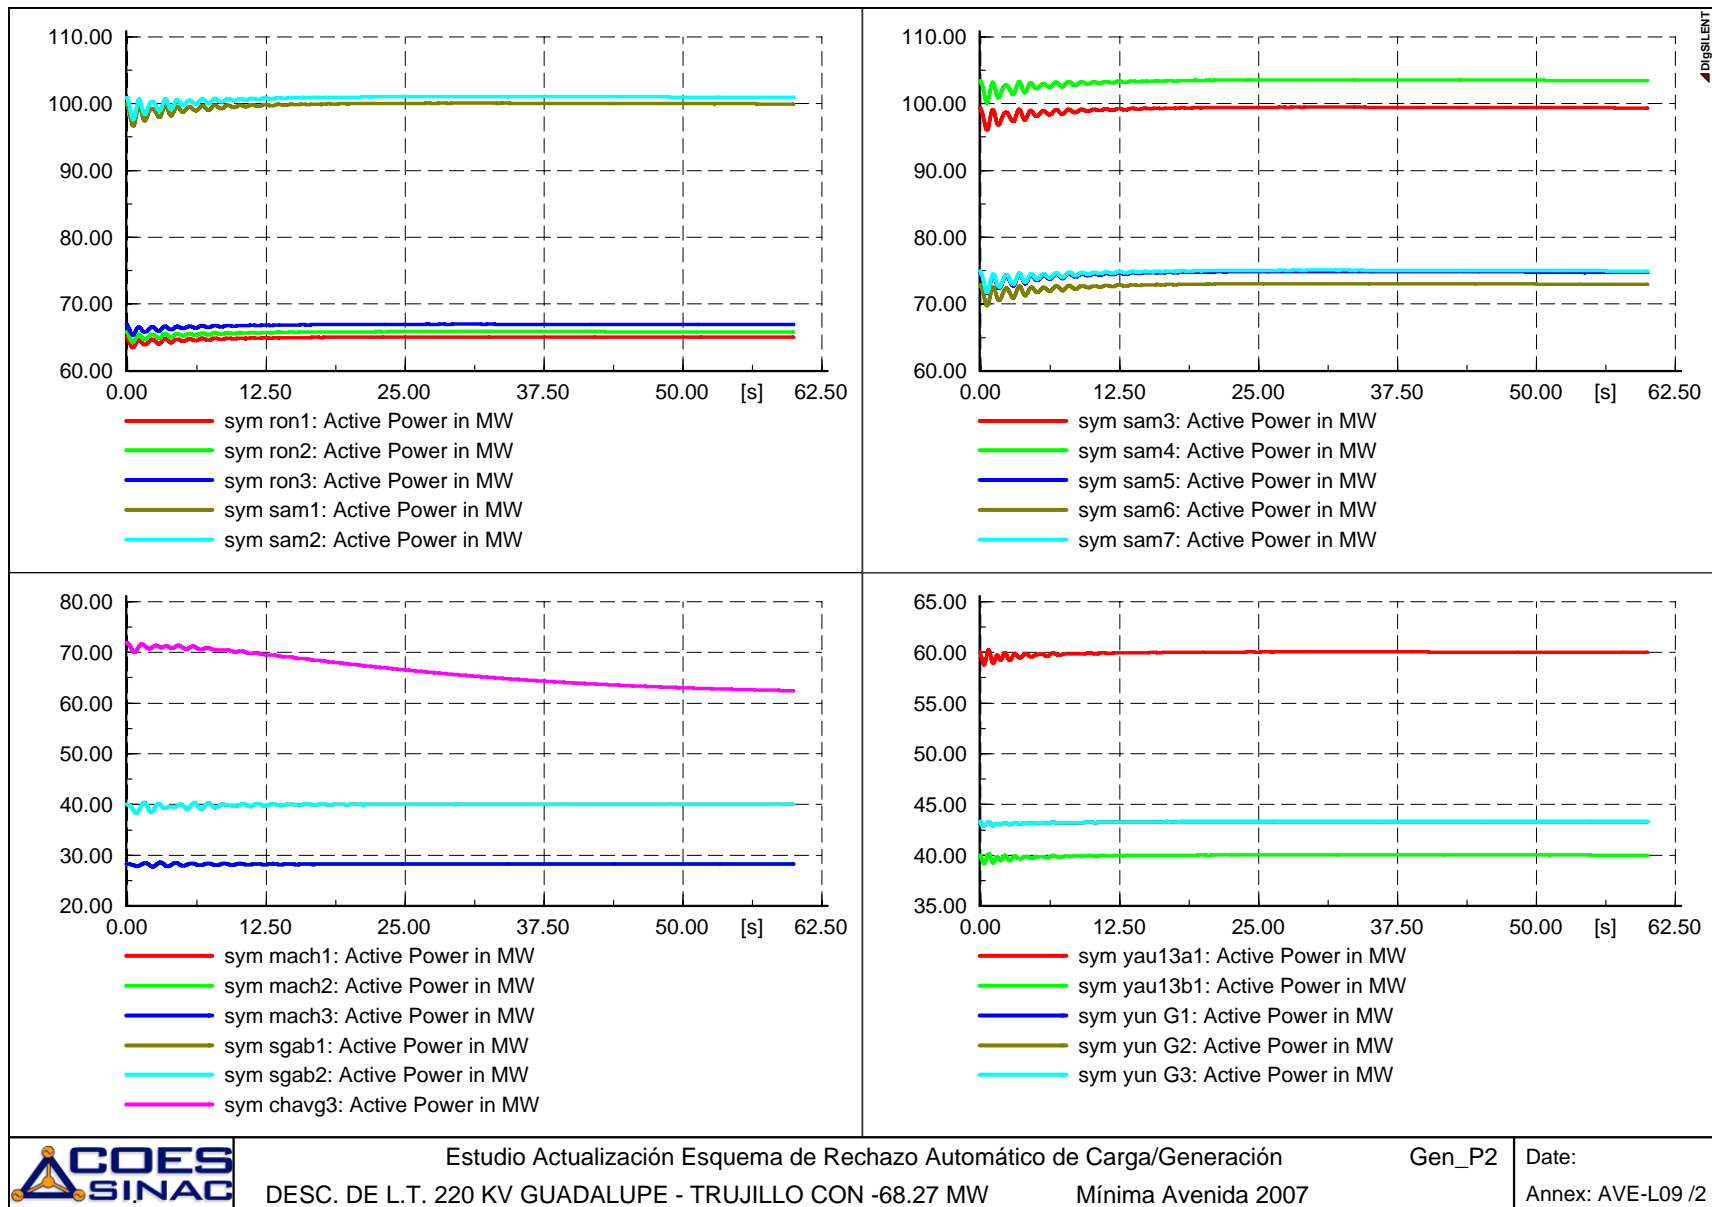 DIgSILENT
110.00
100.00
90.00
80.00
70.00
60.00
0.00 12.50 25.00 37.50 50.00 [s] 62.50
sym ron1: Active Power in MW
sym ron2: Active Power in MW
sym ron3: Active Power in MW
sym sam1: Active Power in MW
sym sam2: Active Power in MW
110.00
100.00
90.00
80.00
70.00
60.00
0.00 12.50 25.00 37.50 50.00 [s] 62.50
sym sam3: Active Power in MW
sym sam4: Active Power in MW
sym sam5: Active Power in MW
sym sam6: Active Power in MW
sym sam7: Active Power in MW
80.00
70.00
60.00
50.00
40.00
30.00
20.00
0.00 12.50 25.00 37.50 50.00 [s] 62.50
sym mach1: Active Power in MW
sym mach2: Active Power in MW
sym mach3: Active Power in MW
sym sgab1: Active Power in MW
sym sgab2: Active Power in MW
sym chavg3: Active Power in MW
65.00
60.00
55.00
50.00
45.00
40.00
35.00
0.00 12.50 25.00 37.50 50.00 [s] 62.50
sym yau13a1: Active Power in MW
sym yau13b1: Active Power in MW
sym yun G1: Active Power in MW
sym yun G2: Active Power in MW
sym yun G3: Active Power in MW
COES
SINAC
Estudio Actualización Esquema de Rechazo Automático de Carga/Generación Gen_P2
DESC. DE L.T. 220 KV GUADALUPE - TRUJILLO CON -68.27 MW Mínima Avenida 2007
Date:
Annex: AVE-L09 /2